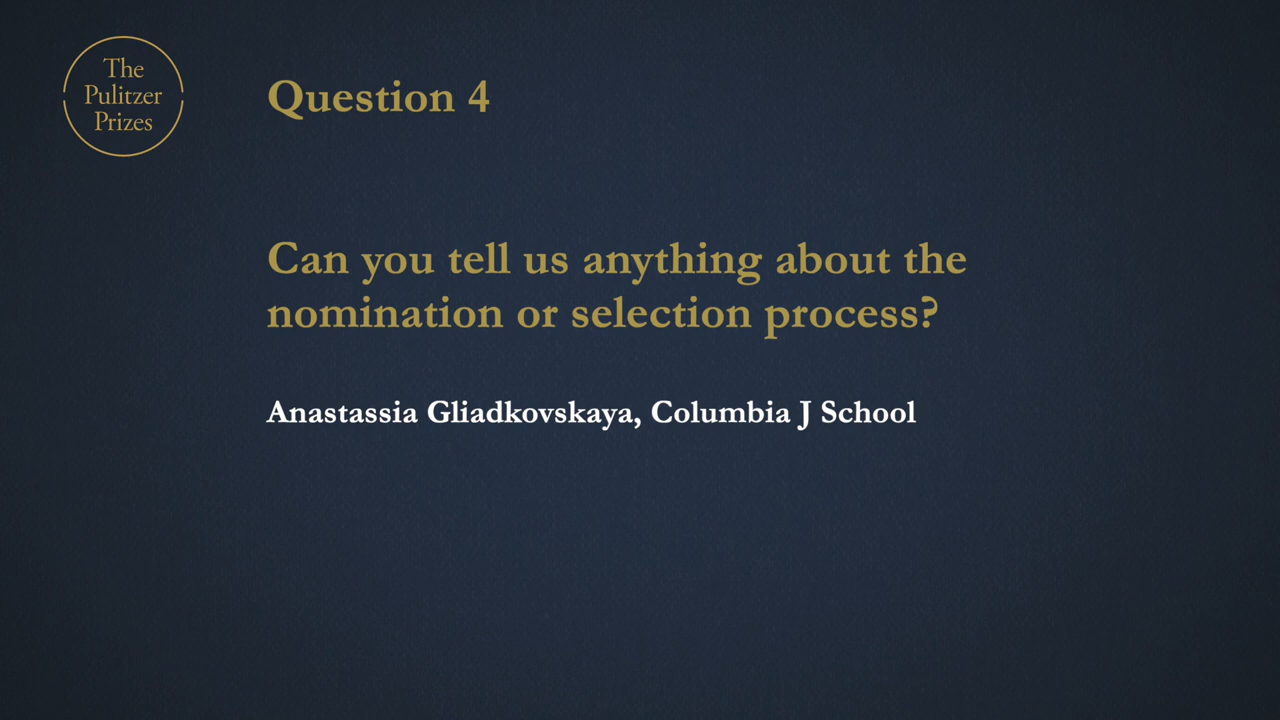 The
Pulitzer
Prizes
Question 4
Can you tell us anything about the
nomination or selection process?
Anastassia Gliadkovskaya, Columbia J School